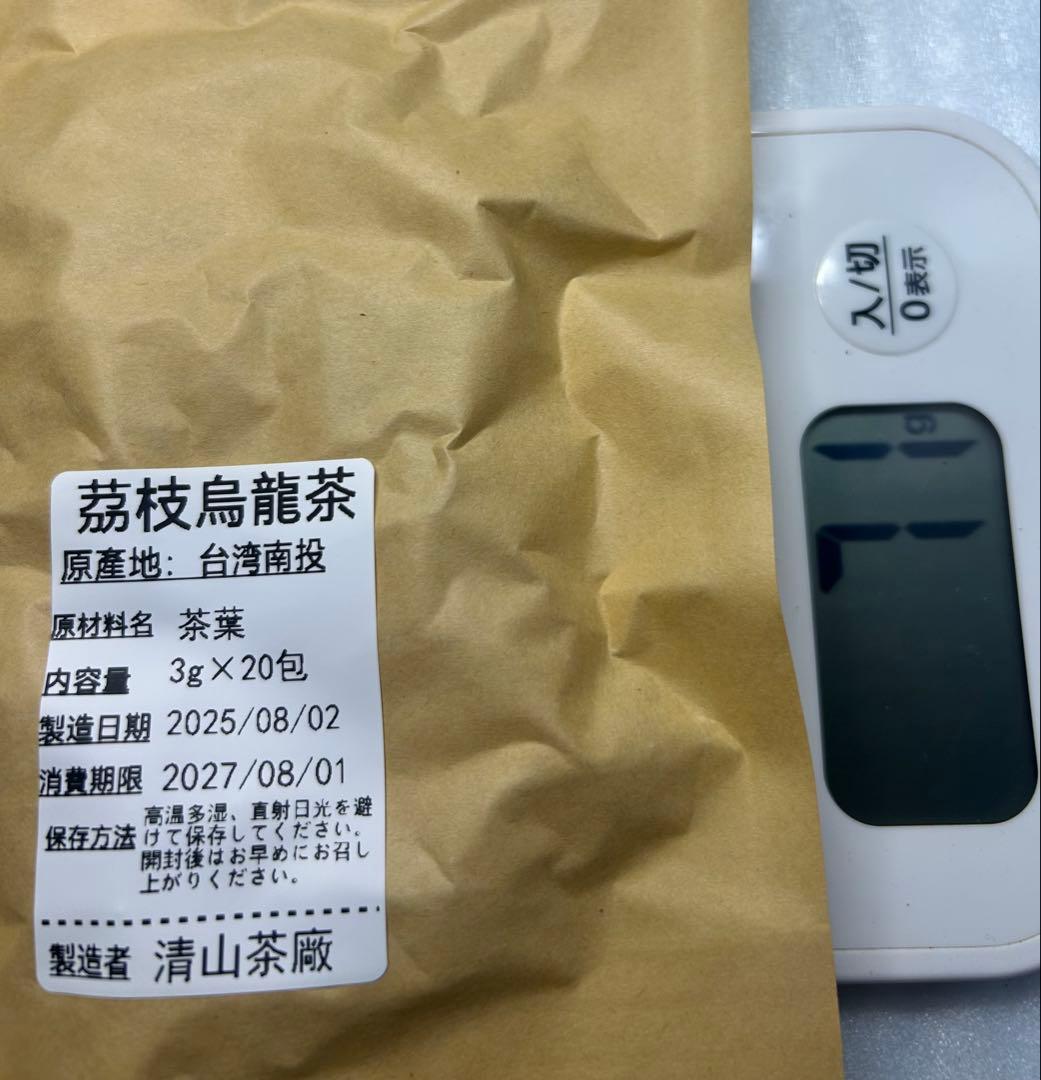 荔枝烏龍茶
原產地: 台湾南投
原材料名 茶葉
内容量 3g×20包
製造日期 2025/08/02
消費期限 2027/08/01
保存方法 高温多湿、直射日光を避
けて保存してください。
開封後はお早めにお召し
上がりください。
製造者 清山茶廠
入/切
0表示
71 g